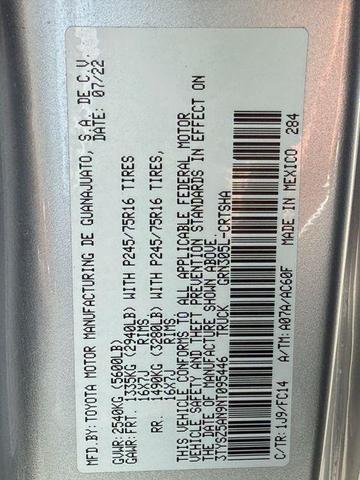 MFD. BY: TOYOTA MOTOR MANUFACTURING DE GUANAJUATO, S.A. DE C.V.
DATE: 07/22
GVWR: 2540KG (5600LB)
GAWR: FRT. 1335KG (2940LB) WITH P245/75R16 TIRES
16X7J RIMS
RR. 1490KG (3280LB) WITH P245/75R16 TIRES
16X7J RIMS,
THIS VEHICLE CONFORMS TO ALL APPLICABLE FEDERAL MOTOR
VEHICLE SAFETY AND THEFT PREVENTION STANDARDS IN EFFECT ON
THE DATE OF MANUFACTURE SHOWN ABOVE.
3TYSZ5AN9NT095446 TRUCK GRN305L-CRTSHA
C/TR: 1J9/FC14 A/TM: A07A/AC60F MADE IN MEXICO 284